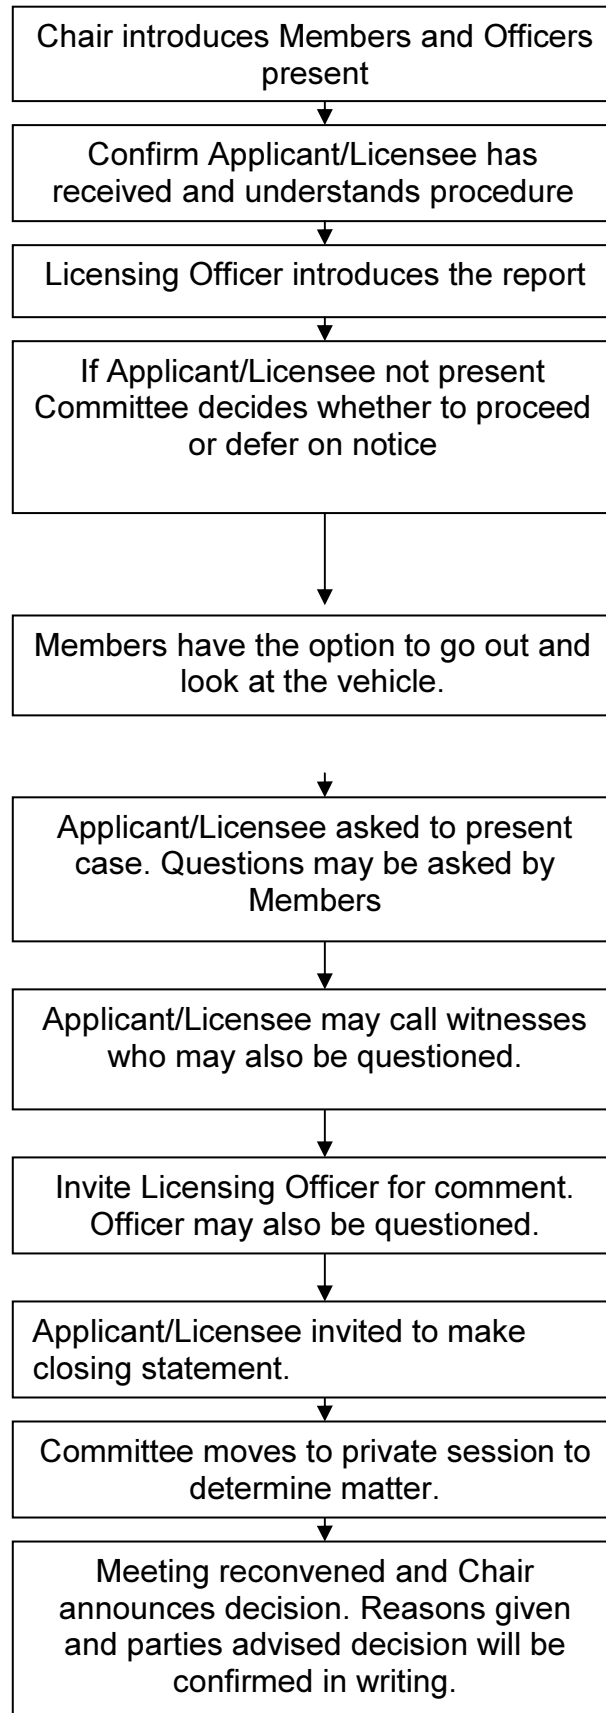 Chair introduces Members and Officers
present
Confirm Applicant/Licensee has
received and understands procedure
Licensing Officer introduces the report
If Applicant/Licensee not present
Committee decides whether to proceed
or defer on notice
Members have the option to go out and
look at the vehicle.
Applicant/Licensee asked to present
case. Questions may be asked by
Members
Applicant/Licensee may call witnesses
who may also be questioned.
Invite Licensing Officer for comment.
Officer may also be questioned.
Applicant/Licensee invited to make
closing statement.
Committee moves to private session to
determine matter.
Meeting reconvened and Chair
announces decision. Reasons given
and parties advised decision will be
confirmed in writing.